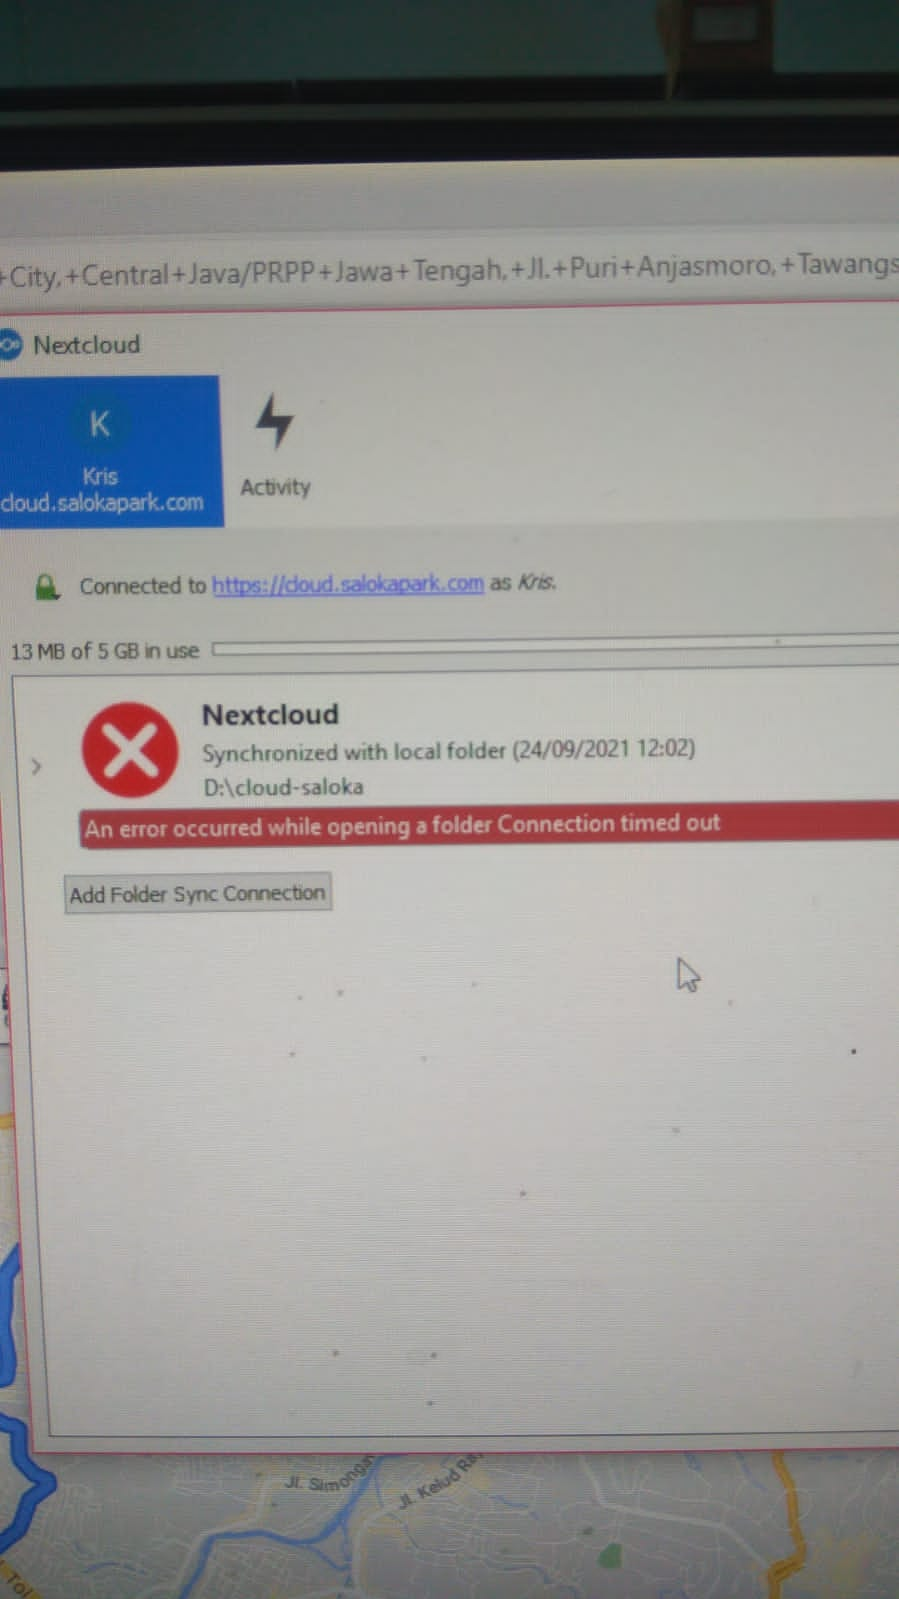 +City,+Central+Java/PRPP+Jawa+Tengah,+Jl.+Puri+Anjasmoro,+Tawangs
Nextcloud
K
Kris
cloud.salokapark.com
Activity
Connected to https://cloud.salokapark.com as Kris.
13 MB of 5 GB in use
Nextcloud
Synchronized with local folder (24/09/2021 12:02)
D:\cloud-saloka
An error occurred while opening a folder Connection timed out
Add Folder Sync Connection
Jl. Simongan
Jl. Kelud Ra
Tol